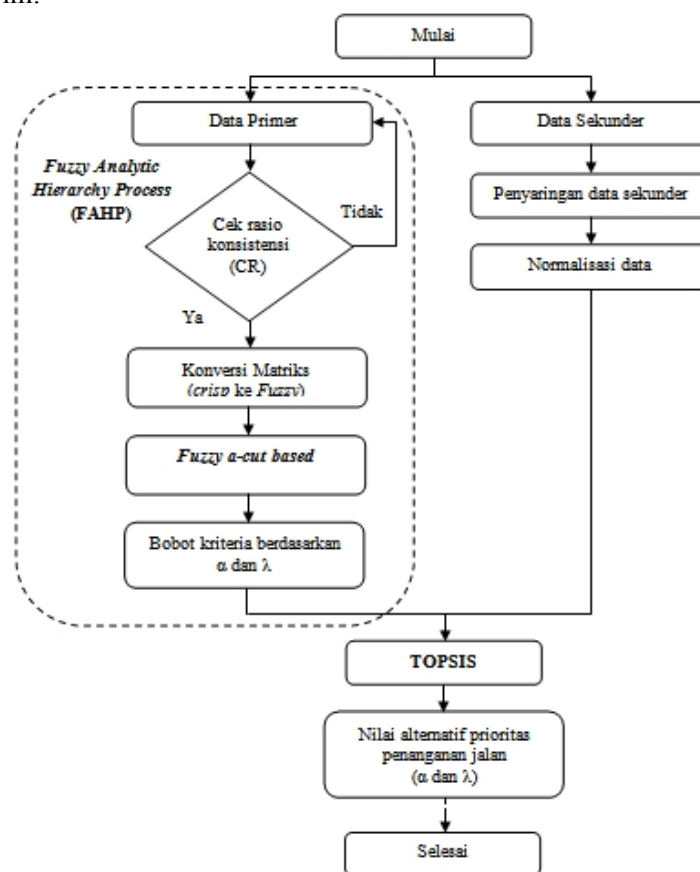 Mulai
Data Primer
Data Sekunder
Fuzzy Analytic
Hierarchy Process
(FAHP)
Penyaringan data sekunder
Tidak
Cek rasio
konsistensi
(CR)
Normalisasi data
Ya
Konversi Matriks
(crisp ke Fuzzy)
Fuzzy a-cut based
Bobot kriteria berdasarkan
α dan λ
TOPSIS
Nilai alternatif prioritas
penanganan jalan
(α dan λ)
Selesai